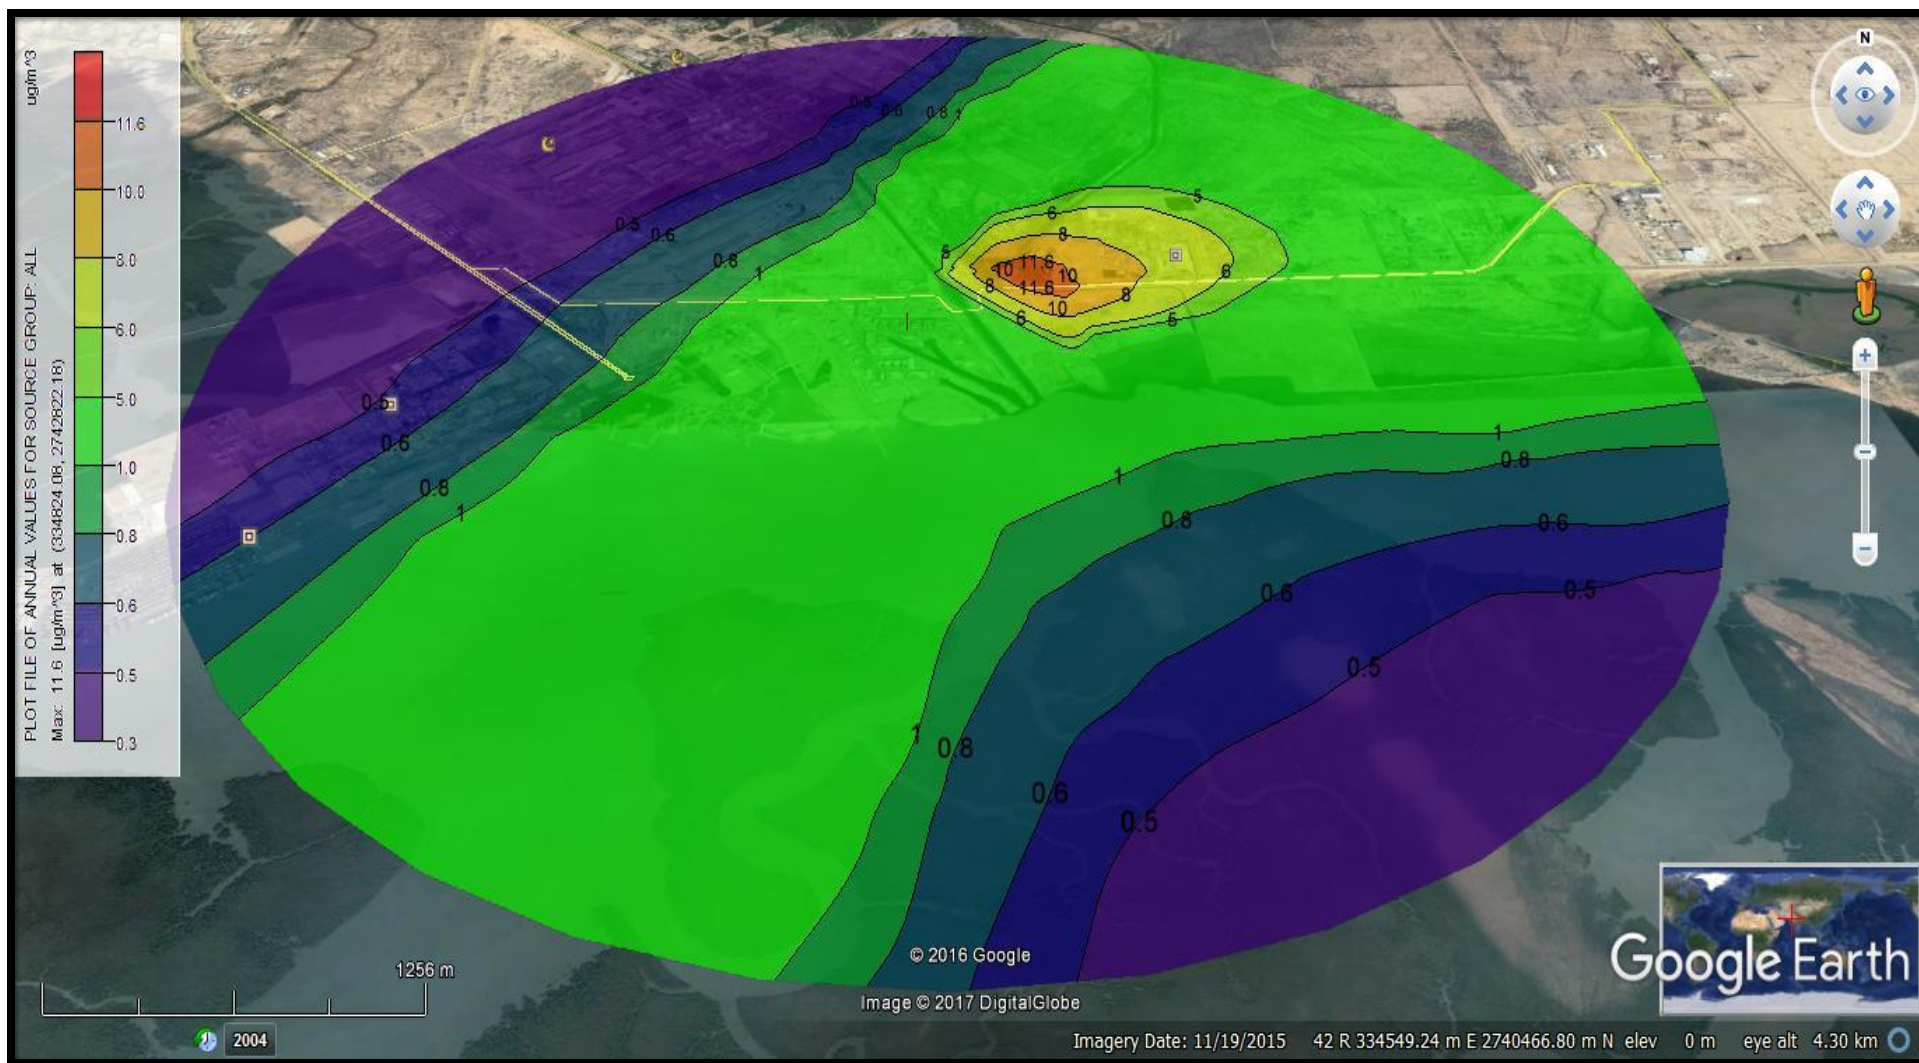 PLOT FILE OF ANNUAL VALUES FOR SOURCE GROUP: ALL ug/m^3
Max: 11.6 [ug/m^3] at (334824.08, 2742822.18)
11.6
10.0
8.0
6.0
5.0
1.0
0.8
0.6
0.5
0.3
0.5 0.6 0.8 1
0.5 0.6 0.8 1
5
6
8
5
10 11.6 10 6
8 11.6 8
10
6 5
0.5
0.6
0.8
1
1
0.8
1
0.8
0.6
0.6 0.5
0.5
1 0.8
0.6
0.5
N
© 2016 Google
Image © 2017 DigitalGlobe
Google Earth
1256 m
2004
Imagery Date: 11/19/2015 42 R 334549.24 m E 2740466.80 m N elev 0 m eye alt 4.30 km